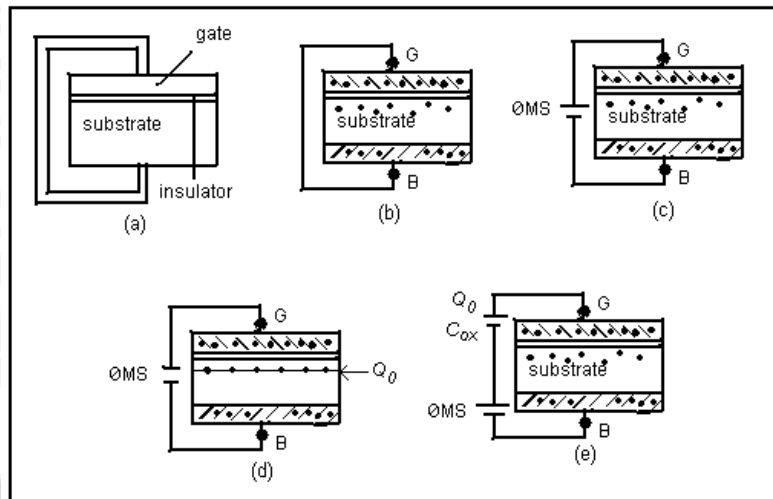 gate
substrate
insulator
(a)
G
substrate
B
(b)
ØMS
G
substrate
B
(c)
ØMS
G
Q0
B
(d)
Q0
Cox
ØMS
G
substrate
B
(e)